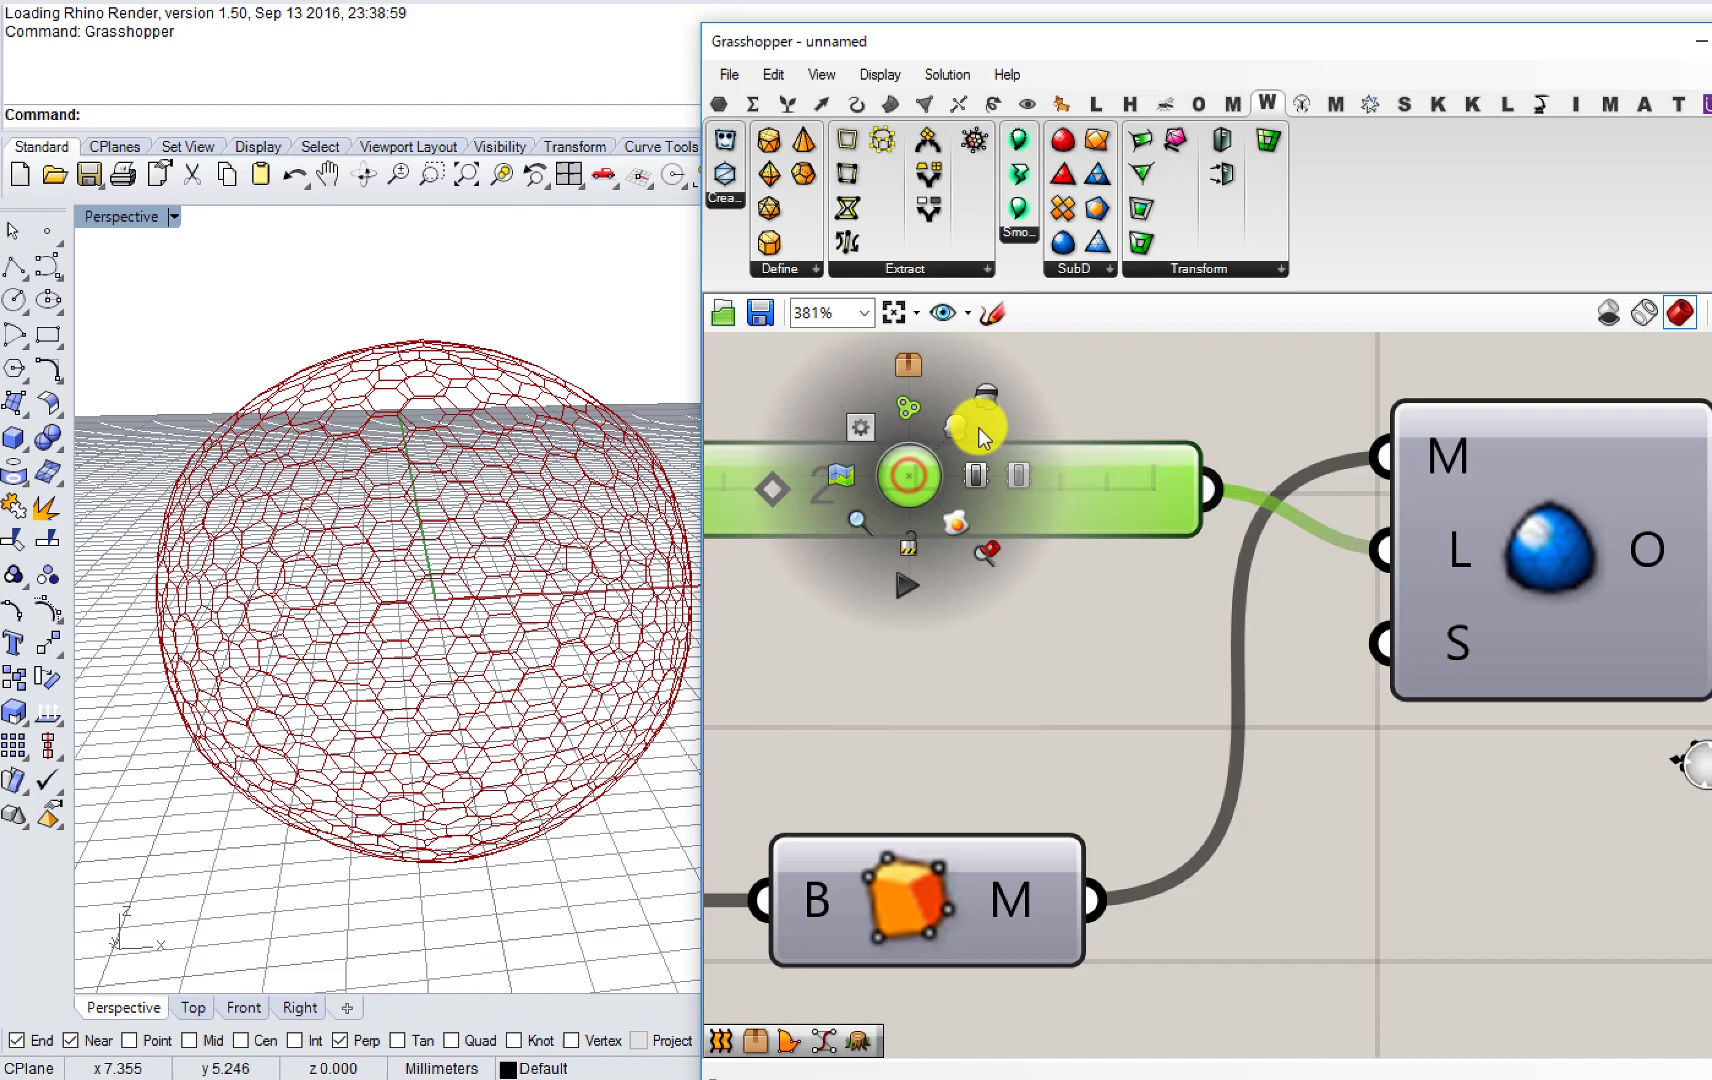 Loading Rhino Render, version 1.50, Sep 13 2016, 23:38:59
Command: Grasshopper
Command:
Standard CPlanes Set View Display Select Viewport Layout Visibility Transform Curve Tools
Perspective
Grasshopper - unnamed
File Edit View Display Solution Help
L H O M W M S K K L I M A T
Crea... Define Extract Smo... SubD Transform
381%
2
M
L O
S
B M
z
y x
Perspective Top Front Right
End Near Point Mid Cen Int Perp Tan Quad Knot Vertex Project
CPlane x 7.355 y 5.246 z 0.000 Millimeters Default